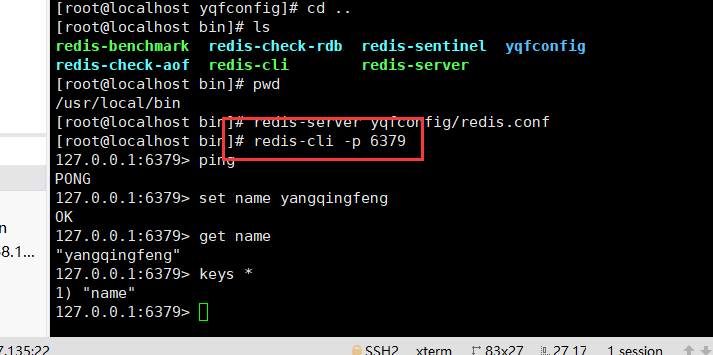 [root@localhost yqfconfig]# cd ..
[root@localhost bin]# ls
redis-benchmark redis-check-rdb redis-sentinel yqfconfig
redis-check-aof redis-cli redis-server
[root@localhost bin]# pwd
/usr/local/bin
[root@localhost bin]# redis-server yqfconfig/redis.conf
[root@localhost bin]# redis-cli -p 6379
127.0.0.1:6379> ping
PONG
127.0.0.1:6379> set name yangqingfeng
OK
127.0.0.1:6379> get name
"yangqingfeng"
127.0.0.1:6379> keys *
1) "name"
127.0.0.1:6379>
n
68.1...
7.135:22 SSH2 xterm 83x27 27,17 1 session